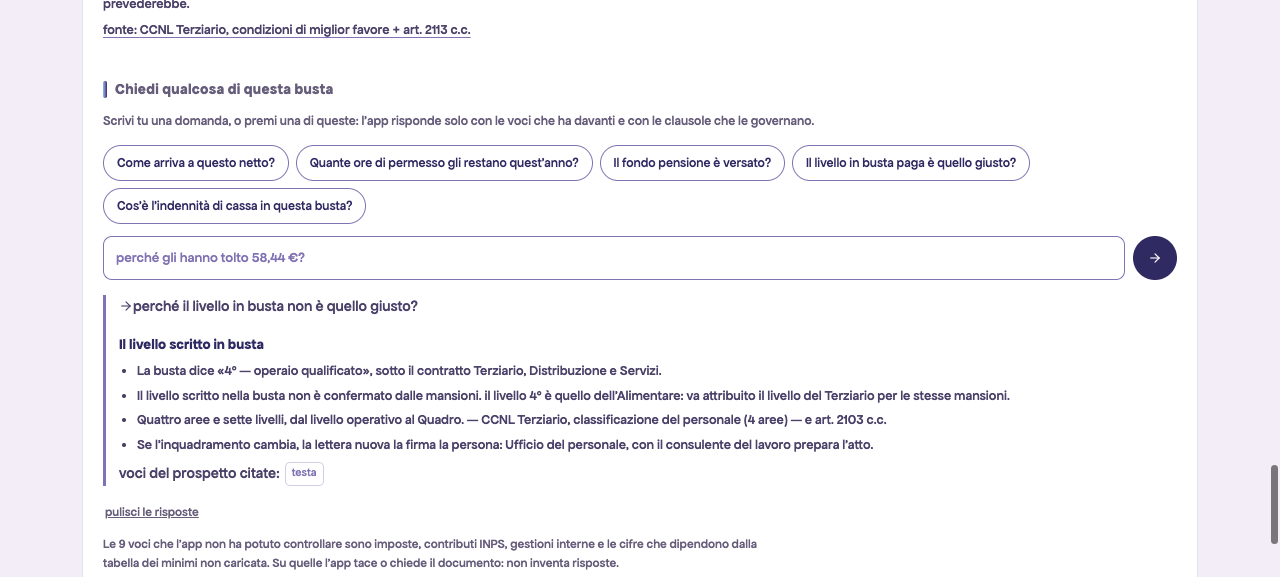 prevederebbe.
fonte: CCNL Terziario, condizioni di miglior favore + art. 2113 c.c.
Chiedi qualcosa di questa busta
Scrivi tu una domanda, o premi una di queste: l'app risponde solo con le voci che ha davanti e con le clausole che le governano.
Come arriva a questo netto?
Quante ore di permesso gli restano quest'anno?
Il fondo pensione è versato?
Il livello in busta paga è quello giusto?
Cos'è l'indennità di cassa in questa busta?
perché gli hanno tolto 58,44 €?
→
→perché il livello in busta non è quello giusto?
Il livello scritto in busta
• La busta dice «4° — operaio qualificato», sotto il contratto Terziario, Distribuzione e Servizi.
• Il livello scritto nella busta non è confermato dalle mansioni. il livello 4° è quello dell'Alimentare: va attribuito il livello del Terziario per le stesse mansioni.
• Quattro aree e sette livelli, dal livello operativo al Quadro. — CCNL Terziario, classificazione del personale (4 aree) — e art. 2103 c.c.
• Se l'inquadramento cambia, la lettera nuova la firma la persona: Ufficio del personale, con il consulente del lavoro prepara l'atto.
voci del prospetto citate: testa
pulisci le risposte
Le 9 voci che l'app non ha potuto controllare sono imposte, contributi INPS, gestioni interne e le cifre che dipendono dalla
tabella dei minimi non caricata. Su quelle l'app tace o chiede il documento: non inventa risposte.